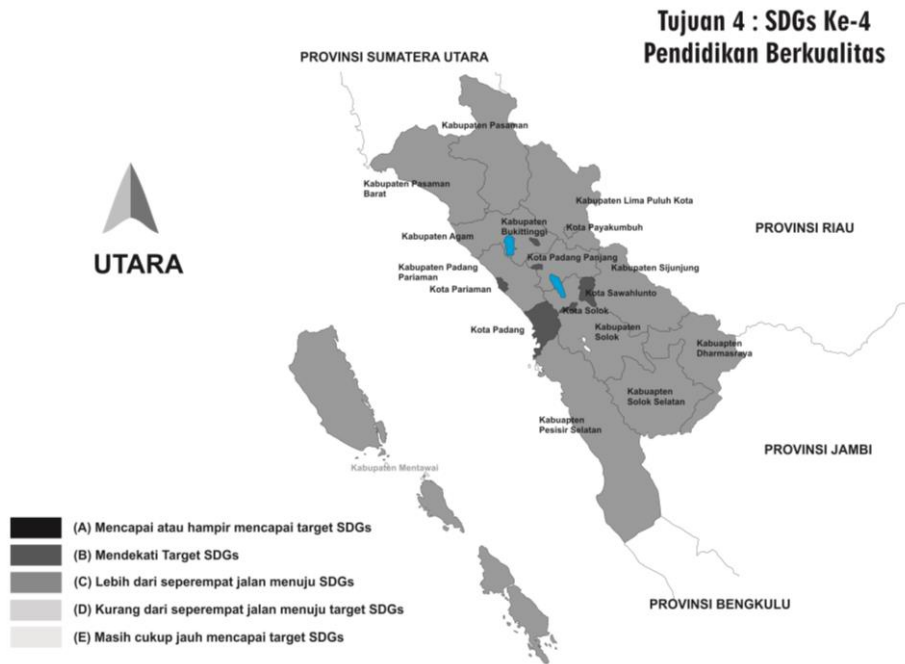 Tujuan 4 : SDGs Ke-4
Pendidikan Berkualitas
PROVINSI SUMATERA UTARA
Kabupaten Pasaman
Kabupaten Pasaman
Barat
Kabupaten Lima Puluh Kota
Kabupaten
Bukittinggi
Kota Payakumbuh
PROVINSI RIAU
Kabupaten Agam
UTARA
Kota Padang Panjang
Kabupaten Padang
Pariaman
Kabupaten Sijunjung
Kota Pariaman
Kota Sawahlunto
Kota Solok
Kota Padang
Kabupaten
Solok
Kabuapten
Dharmasraya
Kabuapten
Solok Selatan
Kabuapten
Pesisir Selatan
PROVINSI JAMBI
Kabupaten Mentawai
(A) Mencapai atau hampir mencapai target SDGs
(B) Mendekati Target SDGs
(C) Lebih dari seperempat jalan menuju SDGs
(D) Kurang dari seperempat jalan menuju target SDGs
(E) Masih cukup jauh mencapai target SDGs
PROVINSI BENGKULU